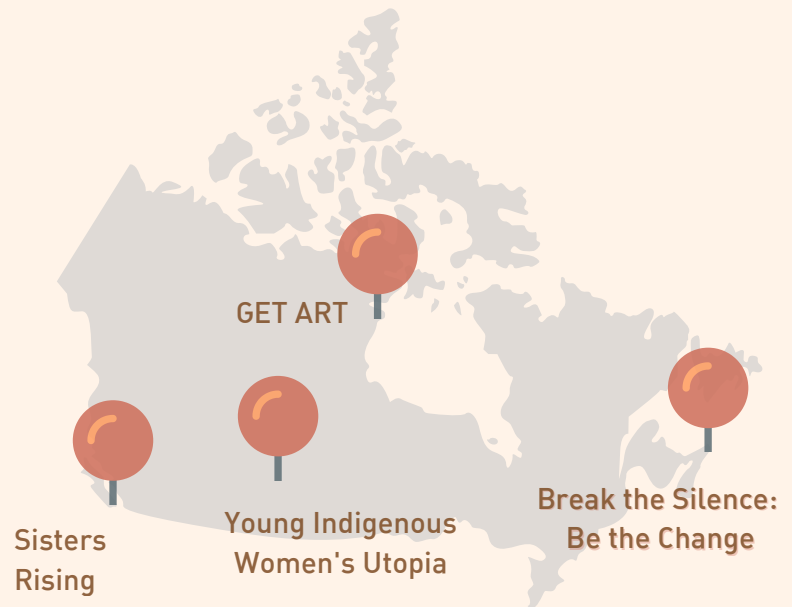 GET ART
Sisters
Rising
Young Indigenous
Women's Utopia
Break the Silence:
Be the Change